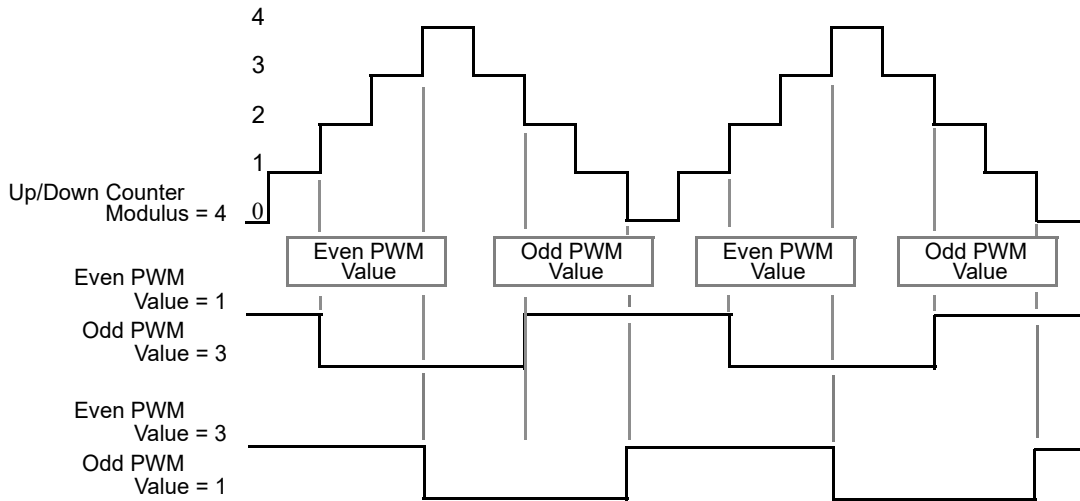 4
3
2
1
Up/Down Counter
Modulus = 4
0
Even PWM
Value
Odd PWM
Value
Even PWM
Value
Odd PWM
Value
Even PWM
Value = 1
Odd PWM
Value = 3
Even PWM
Value = 3
Odd PWM
Value = 1